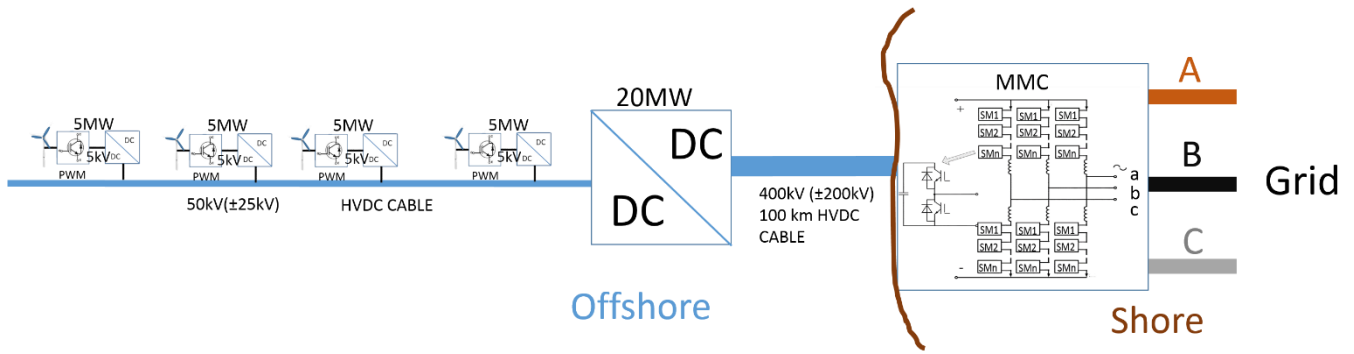 5MW
5kV
DC
DC
PWM
5MW
5kV
DC
DC
PWM
5MW
5kV
DC
DC
PWM
5MW
5kV
DC
DC
PWM
50kV(±25kV)
HVDC CABLE
20MW
DC
DC
400kV (±200kV)
100 km HVDC
CABLE
Offshore
MMC
+
SM1 SM1 SM1
SM2 SM2 SM2
SMn SMn SMn
a
b
c
SM1 SM1 SM1
SM2 SM2 SM2
SMn SMn SMn
-
Shore
A
B
C
Grid